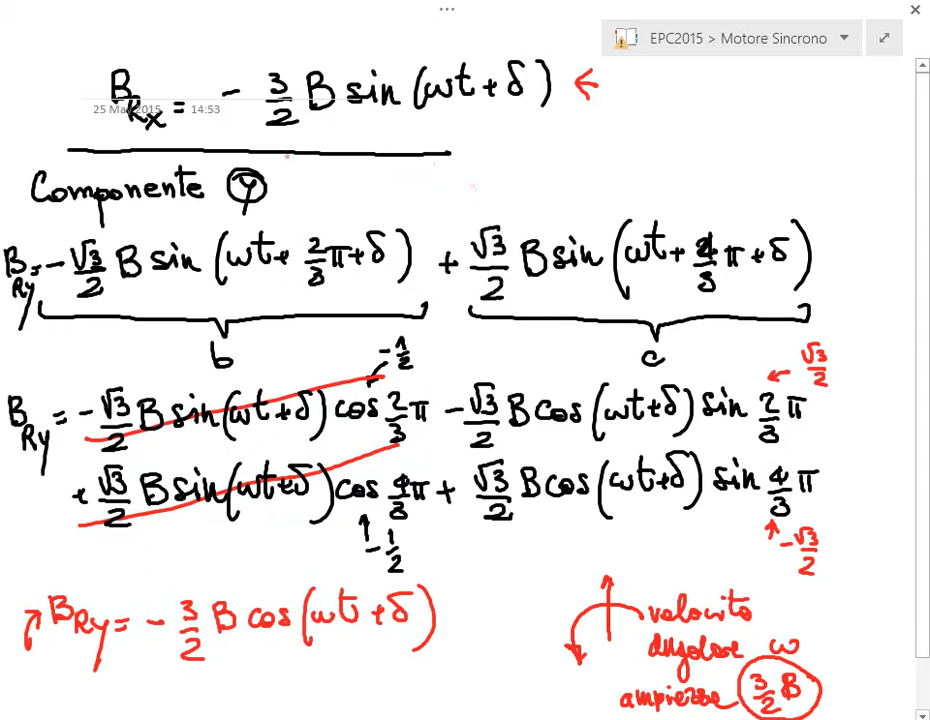 EPC2015 > Motore Sincrono
B_Rx = - 3/2 B sin (ωt + δ) ←
25 Mag 2015 14:53
Componente y
B_Ry = - √3/2 B sin (ωt + 2/3 π + δ) + √3/2 B sin (ωt + 4/3 π + δ)
b c
- 1/2 √3/2
B_Ry = - √3/2 B sin (ωt + δ) cos 2/3 π - √3/2 B cos (ωt + δ) sin 2/3 π
+ √3/2 B sin (ωt + δ) cos 4/3 π + √3/2 B cos (ωt + δ) sin 4/3 π
- 1/2 - √3/2
B_Ry = - 3/2 B cos (ωt + δ)
velocità
angolare ω
ampiezza 3/2 B